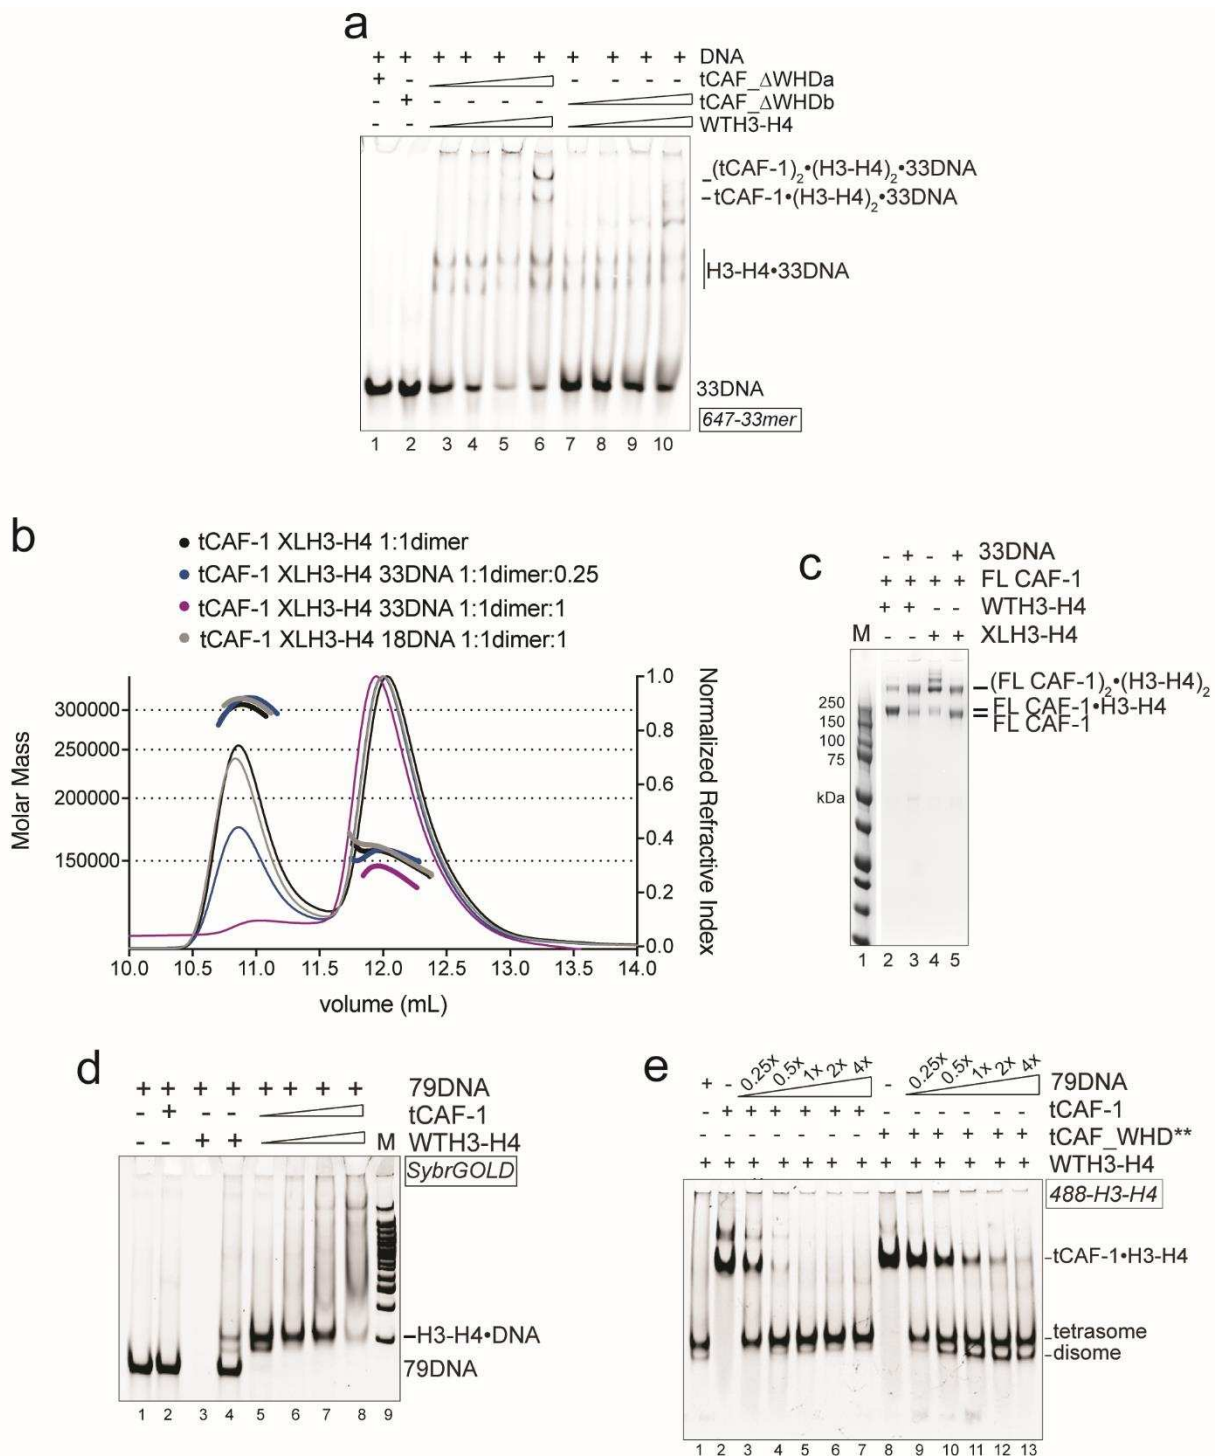 a
+ + + + + + + + + + DNA
+ - - - - - tCAF_ΔWHDa
- + - - - - tCAF_ΔWHDb
- - WTH3-H4
(tCAF-1)₂•(H3-H4)₂•33DNA
tCAF-1•(H3-H4)₂•33DNA
H3-H4•33DNA
33DNA
647-33mer
1 2 3 4 5 6 7 8 9 10
b
tCAF-1 XLH3-H4 1:1dimer
tCAF-1 XLH3-H4 33DNA 1:1dimer:0.25
tCAF-1 XLH3-H4 33DNA 1:1dimer:1
tCAF-1 XLH3-H4 18DNA 1:1dimer:1
Molar Mass
300000
250000
200000
150000
1.0
0.8
0.6
0.4
0.2
0.0
Normalized Refractive Index
10.0 10.5 11.0 11.5 12.0 12.5 13.0 13.5 14.0
volume (mL)
c
- + - + 33DNA
+ + + + FL CAF-1
+ + - - WTH3-H4
M - - + + XLH3-H4
250
150
100
75
kDa
(FL CAF-1)₂•(H3-H4)₂
FL CAF-1•H3-H4
FL CAF-1
1 2 3 4 5
d
+ + - + + + + + 79DNA
- + - - tCAF-1
- - + + WTH3-H4
M
SybrGOLD
H3-H4•DNA
79DNA
1 2 3 4 5 6 7 8 9
e
+ - 0.25x 0.5x 1x 2x 4x - 0.25x 0.5x 1x 2x 4x 79DNA
- + + + + + + - - - - - - tCAF-1
- - - - - - - + + + + + + tCAF_WHD**
+ + + + + + + + + + + + + WTH3-H4
488-H3-H4
tCAF-1•H3-H4
tetrasome
disome
1 2 3 4 5 6 7 8 9 10 11 12 13